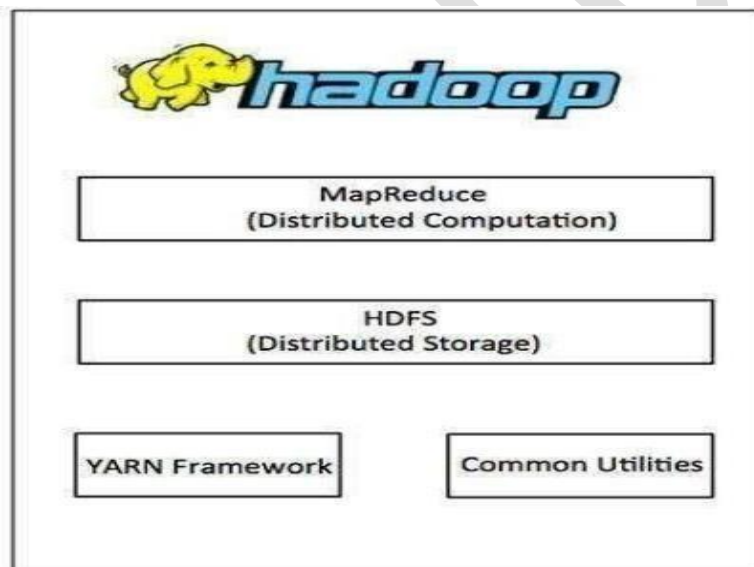 hadoop
MapReduce
(Distributed Computation)
HDFS
(Distributed Storage)
YARN Framework
Common Utilities